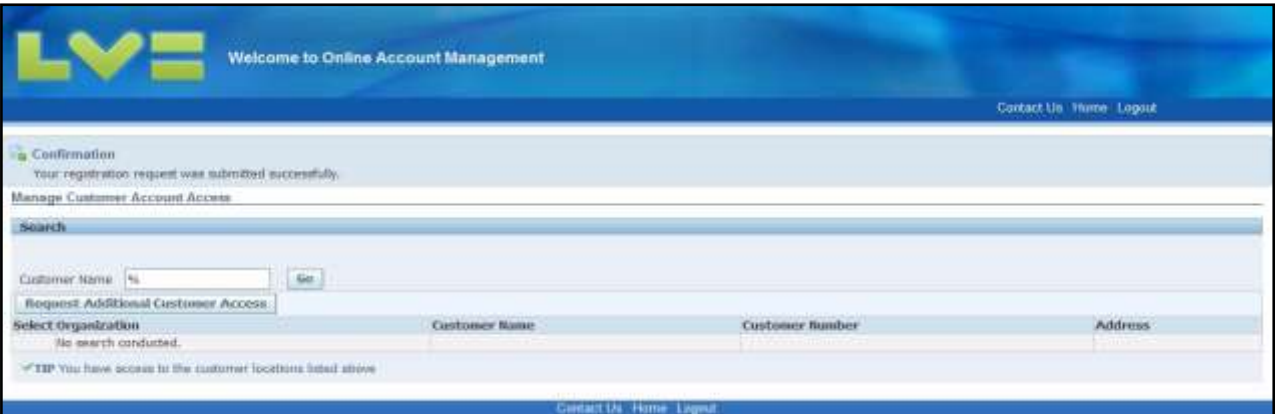 LVE
Welcome to Online Account Management
Contact Us Home Logout
Confirmation
Your registration request was submitted successfully.
Manage Customer Account Access
Search
Customer Name % Go
Request Additional Customer Access
Select Organization Customer Name Customer Number Address
No search conducted.
TIP You have access to the customer locations listed above
Contact Us Home Logout